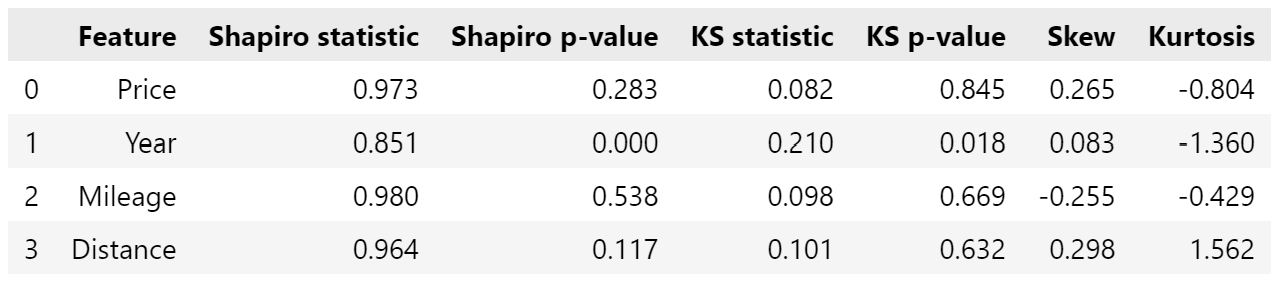 Feature Shapiro statistic Shapiro p-value KS statistic KS p-value Skew Kurtosis
0 Price 0.973 0.283 0.082 0.845 0.265 -0.804
1 Year 0.851 0.000 0.210 0.018 0.083 -1.360
2 Mileage 0.980 0.538 0.098 0.669 -0.255 -0.429
3 Distance 0.964 0.117 0.101 0.632 0.298 1.562